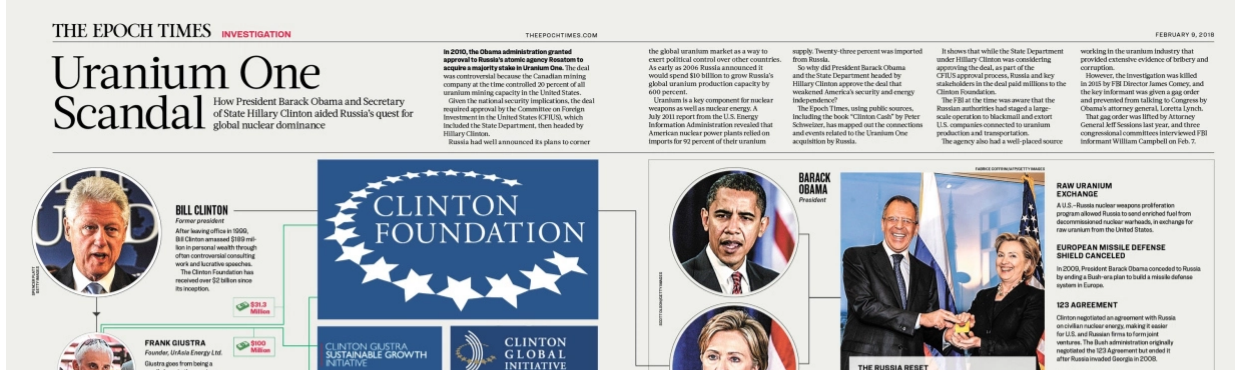 THE EPOCH TIMES INVESTIGATION
THEEPOCHTIMES.COM
FEBRUARY 9, 2018
Uranium One
Scandal
How President Barack Obama and Secretary
of State Hillary Clinton aided Russia's quest for
global nuclear dominance
In 2010, the Obama administration granted
approval to Russia's atomic agency Rosatom to
acquire a majority stake in Uranium One. The deal
was controversial because the Canadian mining
company at the time controlled 20 percent of all
uranium mining capacity in the United States.
Given the national security implications, the deal
required approval by the Committee on Foreign
Investment in the United States (CFIUS), which
included the State Department, then headed by
Hillary Clinton.
Russia had well announced its plans to corner
the global uranium market as a way to
exert political control over other countries.
As early as 2006 Russia announced it
would spend $10 billion to grow Russia's
global uranium production capacity by
600 percent.
Uranium is a key component for nuclear
weapons as well as nuclear energy. A
July 2011 report from the U.S. Energy
Information Administration revealed that
American nuclear power plants relied on
imports for 92 percent of their uranium
supply. Twenty-three percent was imported
from Russia.
So why did President Barack Obama
and the State Department headed by
Hillary Clinton approve the deal that
weakened America's security and energy
independence?
The Epoch Times, using public sources,
including the book "Clinton Cash" by Peter
Schweizer, has mapped out the connections
and events related to the Uranium One
acquisition by Russia.
It shows that while the State Department
under Hillary Clinton was considering
approving the deal, as part of the
CFIUS approval process, Russia and key
stakeholders in the deal paid millions to the
Clinton Foundation.
The FBI at the time was aware that the
Russian authorities had staged a large-
scale operation to blackmail and extort
U.S. companies connected to uranium
production and transportation.
The agency also had a well-placed source
working in the uranium industry that
provided extensive evidence of bribery and
corruption.
However, the investigation was killed
in 2015 by FBI Director James Comey, and
the key informant was given a gag order
and prevented from talking to Congress by
Obama's attorney general, Loretta Lynch.
That gag order was lifted by Attorney
General Jeff Sessions last year, and three
congressional committees interviewed FBI
informant William Campbell on Feb. 7.
BILL CLINTON
Former president
After leaving office in 1999,
Bill Clinton amassed $189 mil-
lion in personal wealth through
often controversial consulting
work and lucrative speeches.
The Clinton Foundation has
received over $2 billion since
its inception.
$31.3
Million
$100
Million
FRANK GIUSTRA
Founder, UrAsia Energy Ltd.
Giustra goes from being a
CLINTON
FOUNDATION
CLINTON GIUSTRA
SUSTAINABLE GROWTH
INITIATIVE
CLINTON
GLOBAL
INITIATIVE
BARACK
OBAMA
President
THE RUSSIA RESET
RAW URANIUM
EXCHANGE
A U.S.–Russia nuclear weapons proliferation
program allowed Russia to send enriched fuel from
decommissioned nuclear warheads, in exchange for
raw uranium from the United States.
EUROPEAN MISSILE DEFENSE
SHIELD CANCELED
In 2009, President Barack Obama conceded to Russia
by ending a Bush-era plan to build a missile defense
system in Europe.
123 AGREEMENT
Clinton negotiated an agreement with Russia
on civilian nuclear energy, making it easier
for U.S. and Russian firms to form joint
ventures. The Bush administration originally
negotiated the 123 Agreement but ended it
after Russia invaded Georgia in 2008.